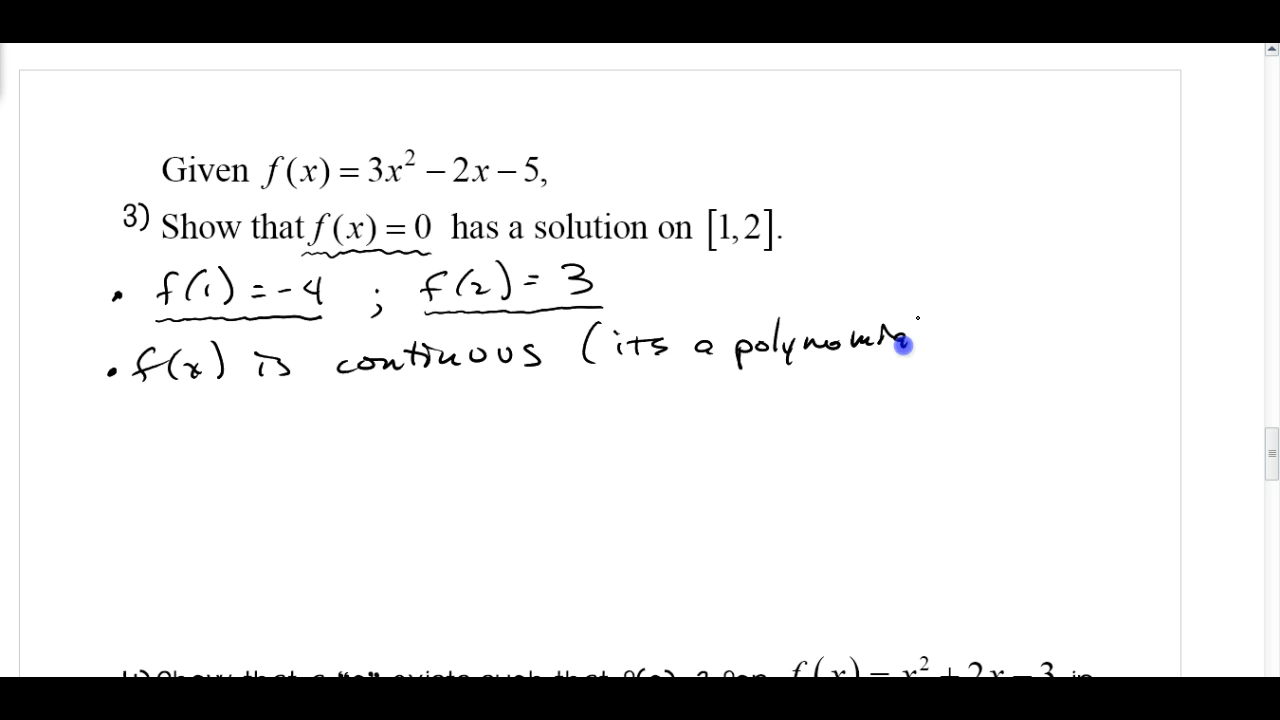 Given f(x) = 3x² − 2x − 5,
3) Show that f(x) = 0 has a solution on [1,2].
• f(1) = -4 ; f(2) = 3
• f(x) is continuous (its a polynomia